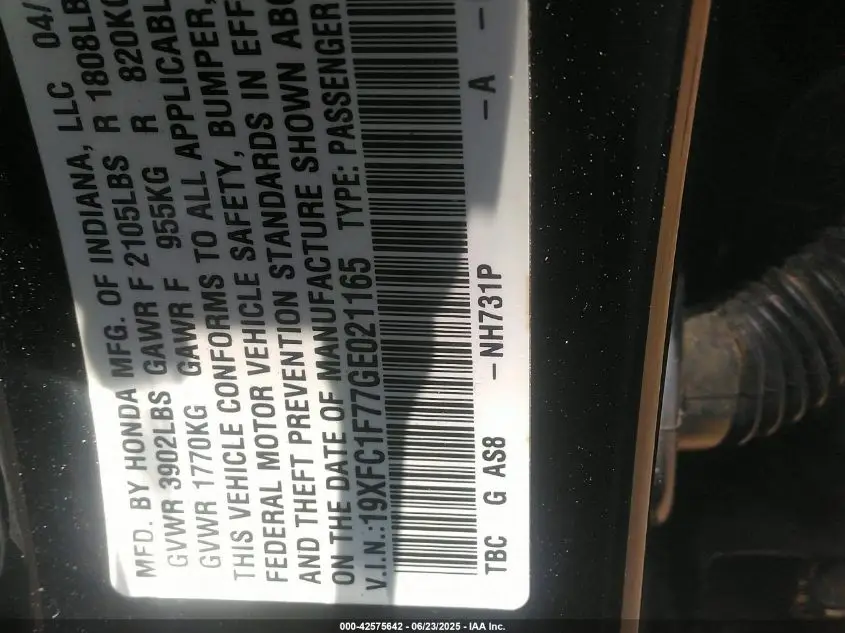 MFD. BY HONDA MFG. OF INDIANA, LLC 04/
GVWR 3902LBS GAWR F 2105LBS R 1808LB
GVWR 1770KG GAWR F 955KG R 820KG
THIS VEHICLE CONFORMS TO ALL APPLICABL
FEDERAL MOTOR VEHICLE SAFETY, BUMPER,
AND THEFT PREVENTION STANDARDS IN EFF
ON THE DATE OF MANUFACTURE SHOWN ABO
V.I.N.:19XFC1F77GE021165 TYPE: PASSENGER
TBC G AS8 -NH731P -A -
000-42575642 - 06/23/2025 - IAA Inc.